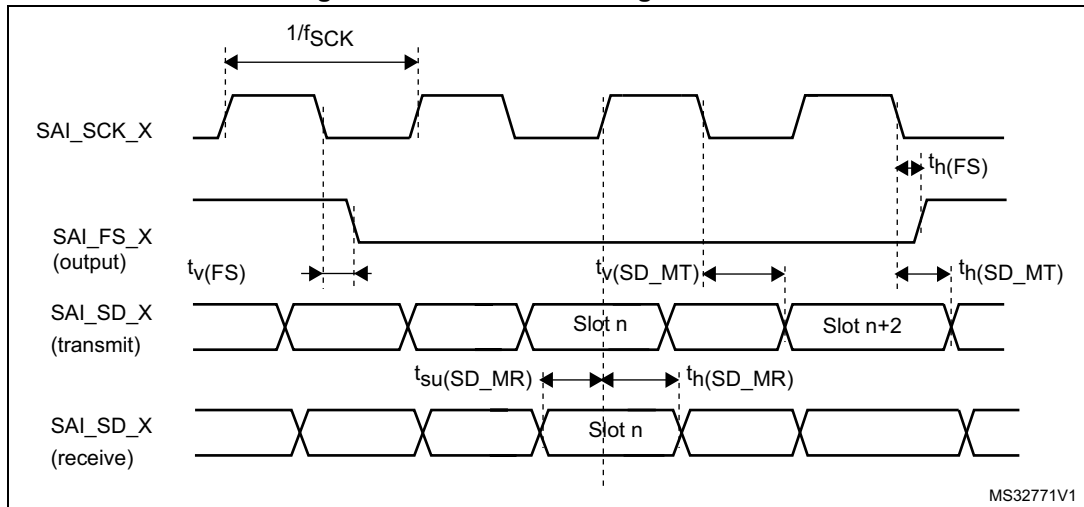 1/fSCK
SAI_SCK_X
th(FS)
SAI_FS_X
(output)
tv(FS)
tv(SD_MT)
th(SD_MT)
SAI_SD_X
(transmit)
Slot n
Slot n+2
tsu(SD_MR)
th(SD_MR)
SAI_SD_X
(receive)
Slot n
MS32771V1